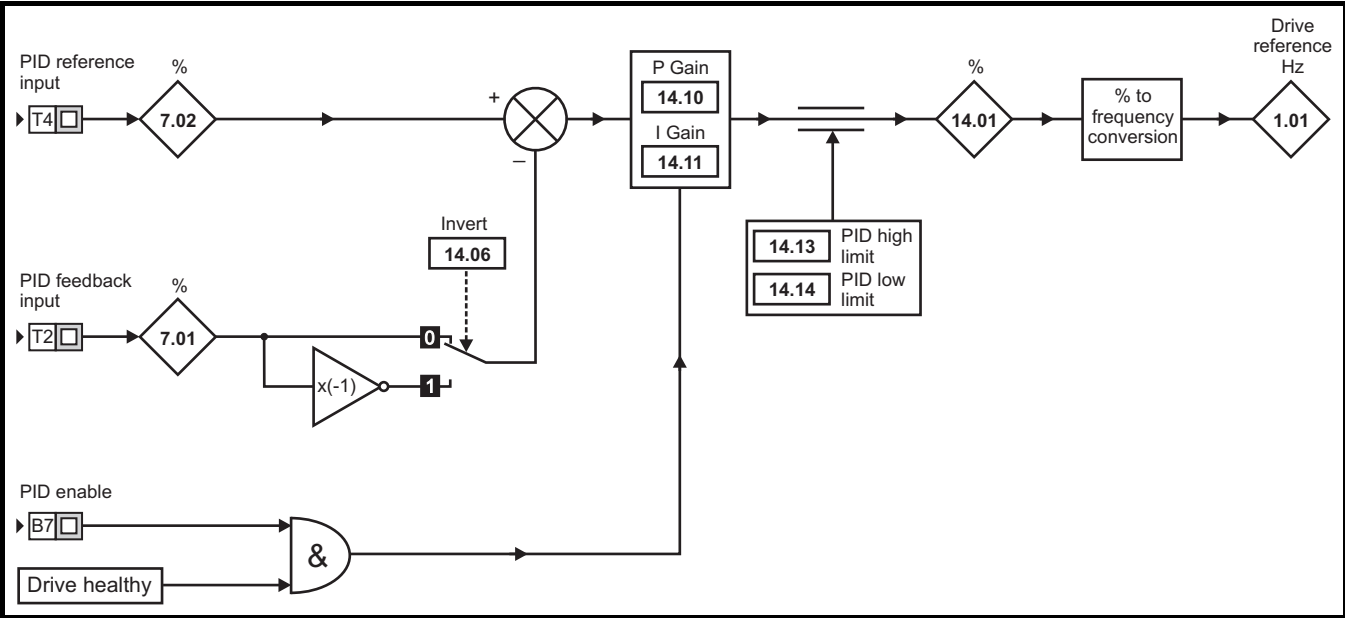 PID reference
input
T4
%
7.02
+
–
P Gain
14.10
I Gain
14.11
%
14.01
% to
frequency
conversion
Drive
reference
Hz
1.01
Invert
14.06
14.13
PID high
limit
14.14
PID low
limit
PID feedback
input
T2
%
7.01
0
x(-1)
1
PID enable
B7
&
Drive healthy